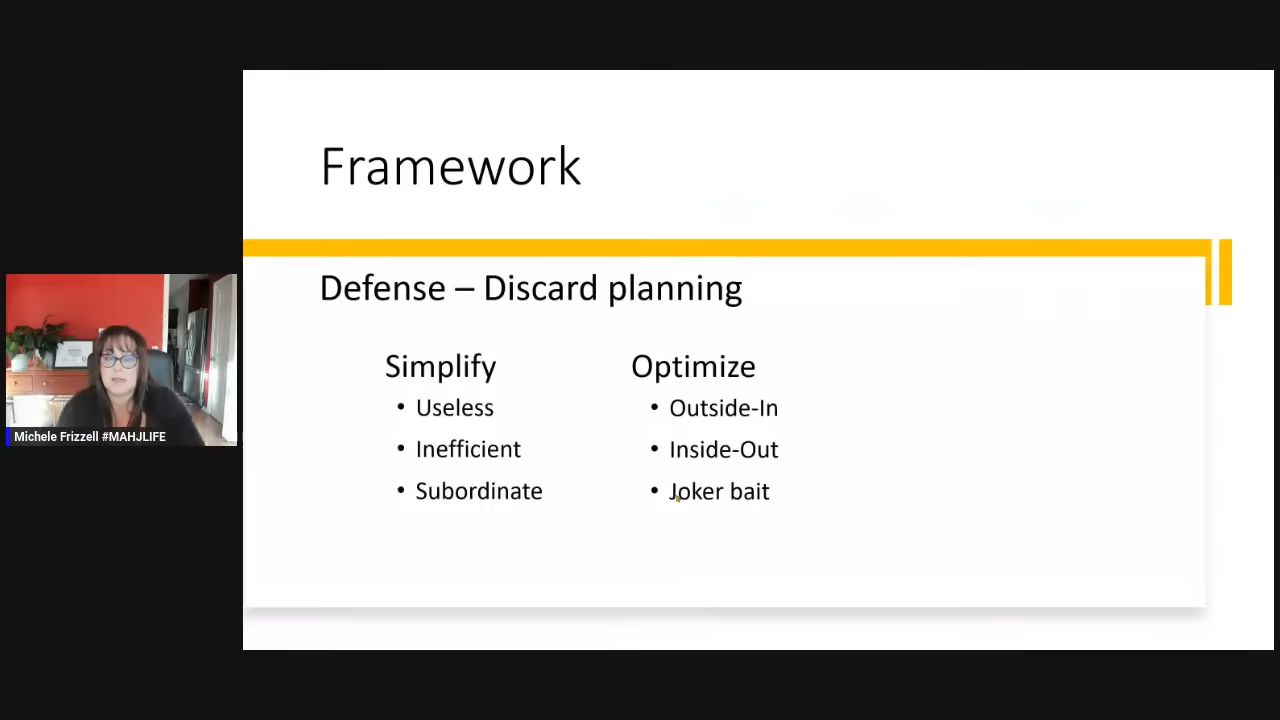 Framework
Defense – Discard planning
Simplify
• Useless
• Inefficient
• Subordinate
Optimize
• Outside-In
• Inside-Out
• Joker bait
Michele Frizzell #MAHJLIFE